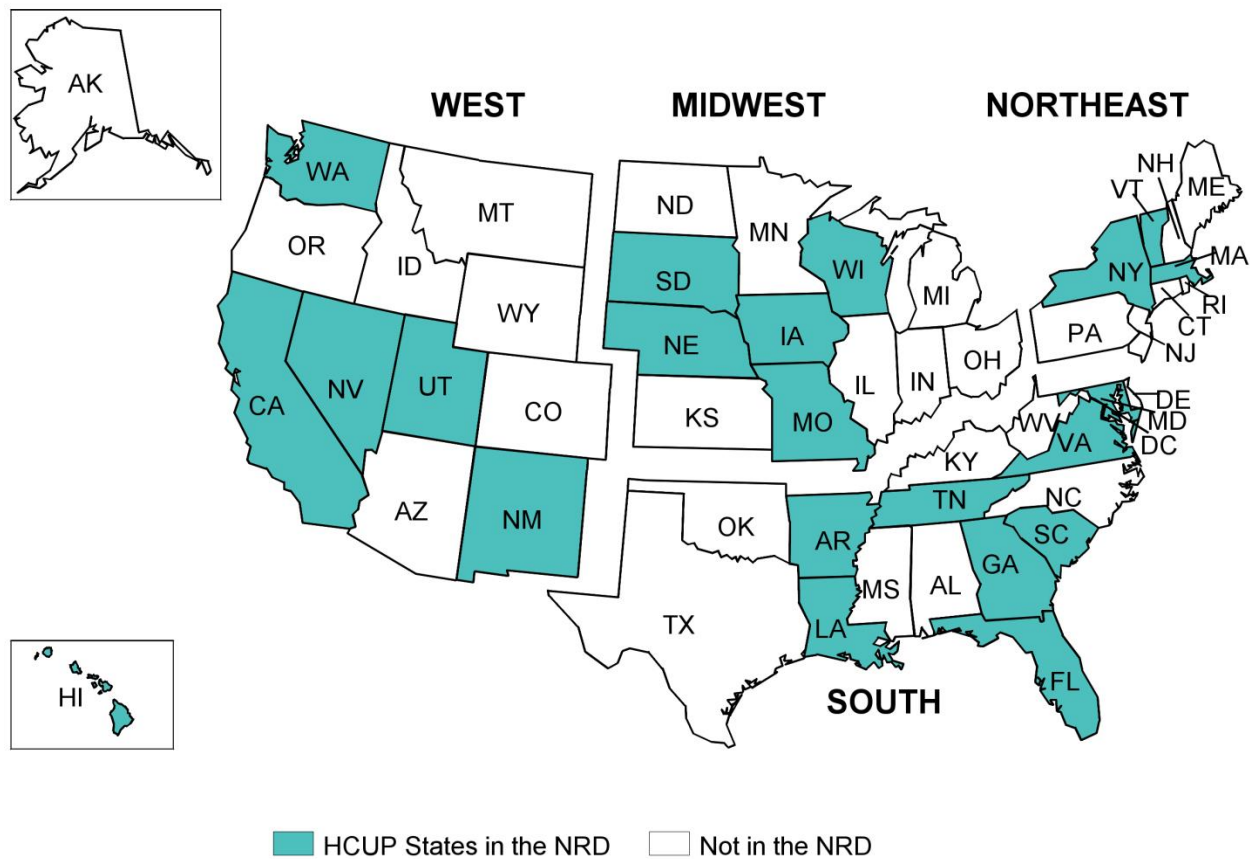 AK
WEST
MIDWEST
NORTHEAST
WA
MT
ND
MN
VT
NH
ME
OR
ID
SD
WI
NY
MA
WY
MI
RI
CT
NE
IA
PA
NJ
NV
UT
CO
IL
IN
OH
CA
KS
MO
WV
DE
MD
VA
DC
KY
AZ
NM
OK
AR
TN
NC
SC
MS
AL
GA
TX
LA
FL
HI
SOUTH
HCUP States in the NRD
Not in the NRD